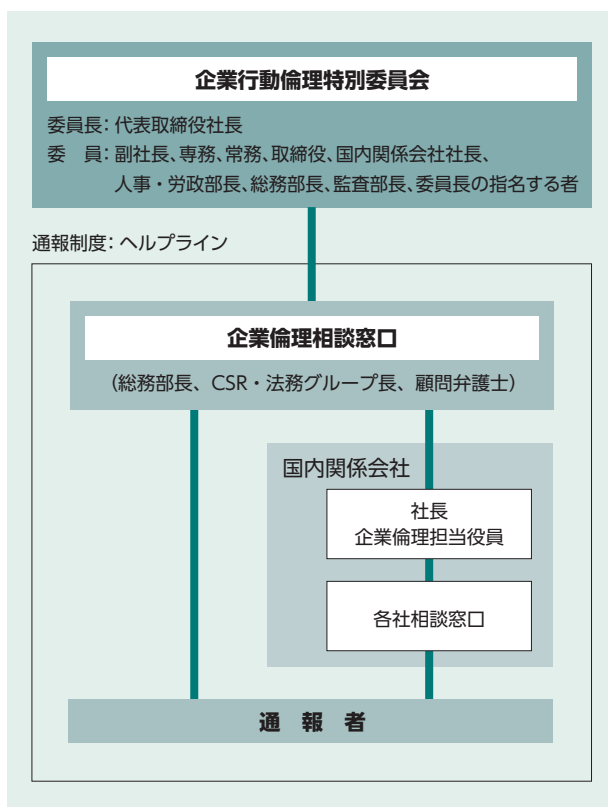 企業行動倫理特別委員会
委員長：代表取締役社長
委　員：副社長、専務、常務、取締役、国内関係会社社長、
人事・労政部長、総務部長、監査部長、委員長の指名する者
通報制度：ヘルプライン
企業倫理相談窓口
（総務部長、CSR・法務グループ長、顧問弁護士）
国内関係会社
社長
企業倫理担当役員
各社相談窓口
通　報　者